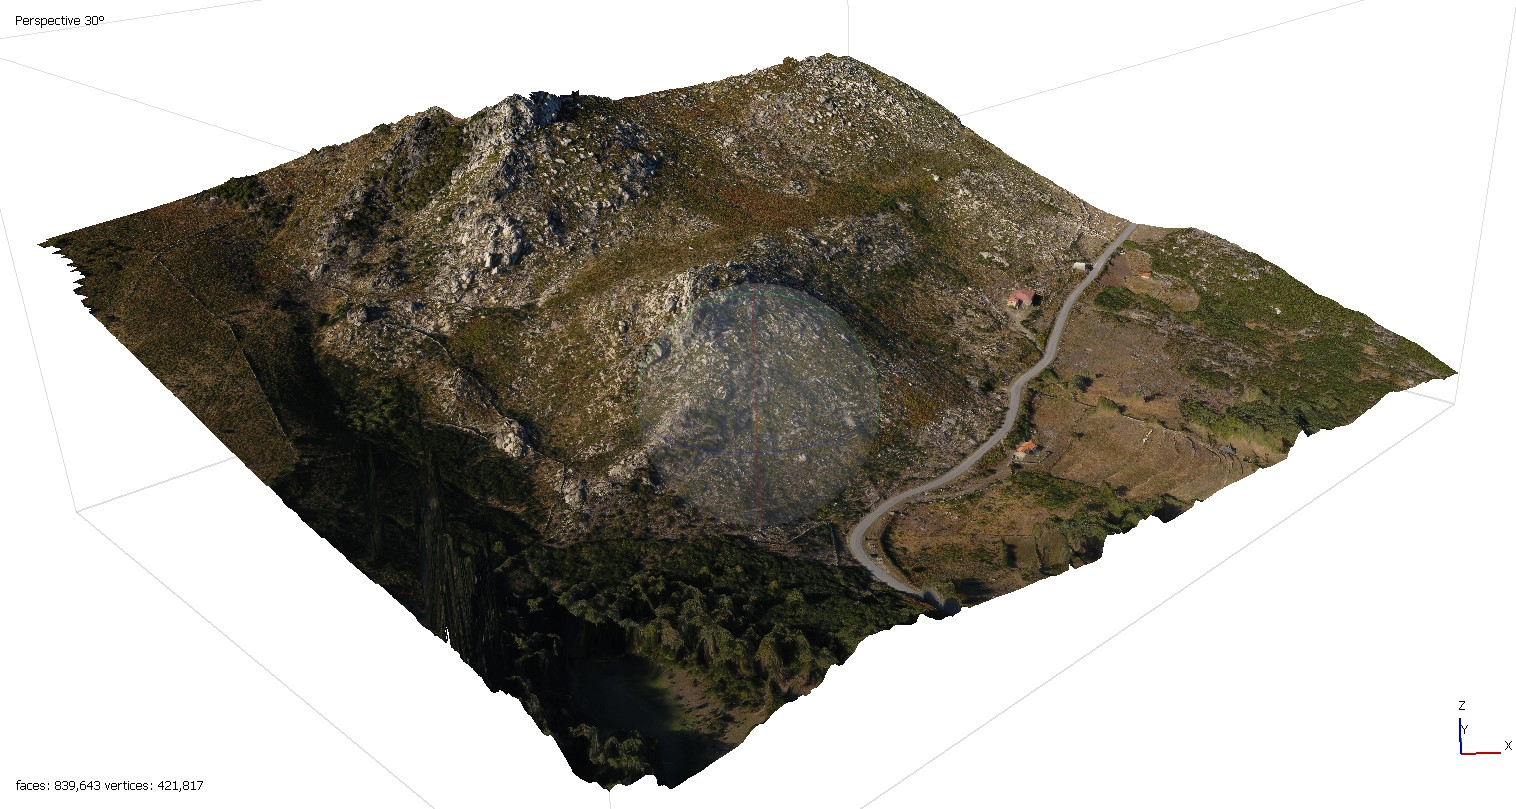 Perspective 30°
Z
Y
X
faces: 839,643 vertices: 421,817